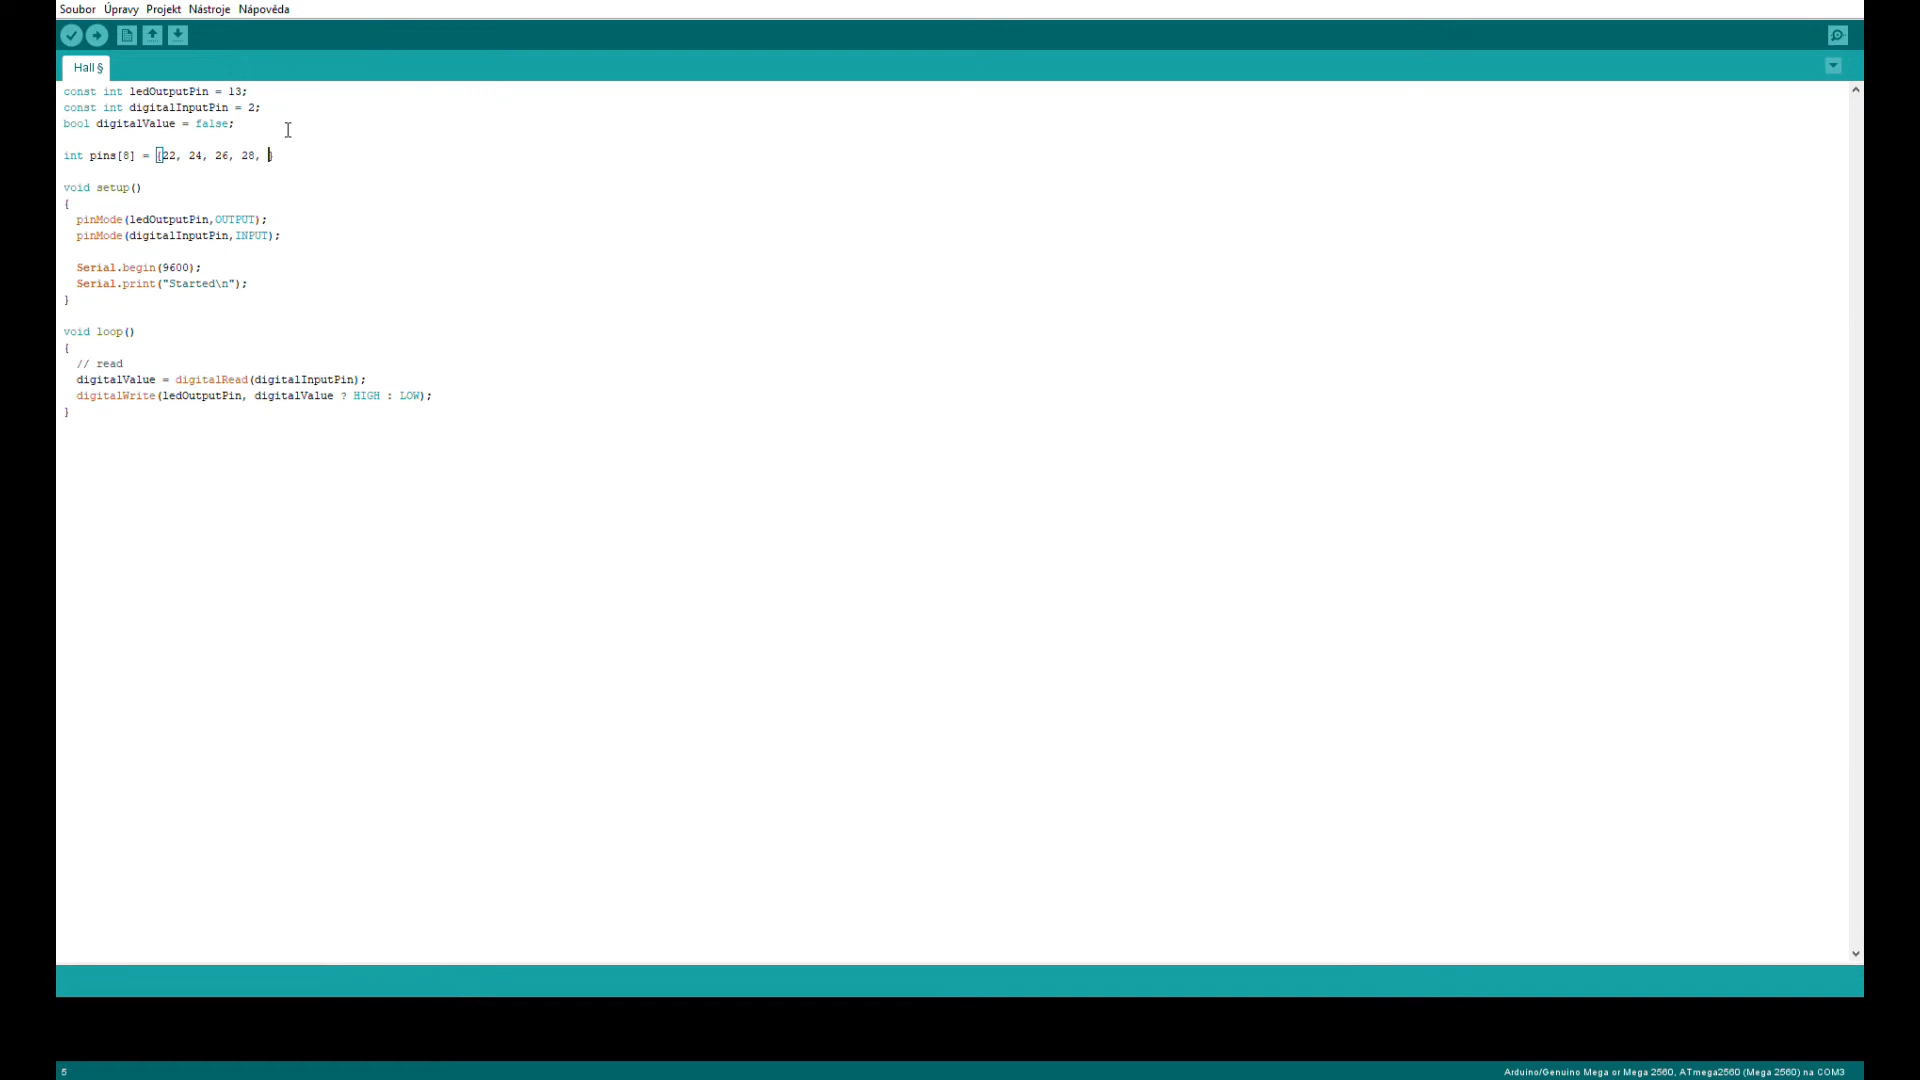 Soubor Úpravy Projekt Nástroje Nápověda
Hall §
const int ledOutputPin = 13;
const int digitalInputPin = 2;
bool digitalValue = false;
int pins[8] = {22, 24, 26, 28, }
void setup()
{
pinMode(ledOutputPin,OUTPUT);
pinMode(digitalInputPin,INPUT);
Serial.begin(9600);
Serial.print("Started\n");
}
void loop()
{
// read
digitalValue = digitalRead(digitalInputPin);
digitalWrite(ledOutputPin, digitalValue ? HIGH : LOW);
}
5
Arduino/Genuino Mega or Mega 2560, ATmega2560 (Mega 2560) na COM3